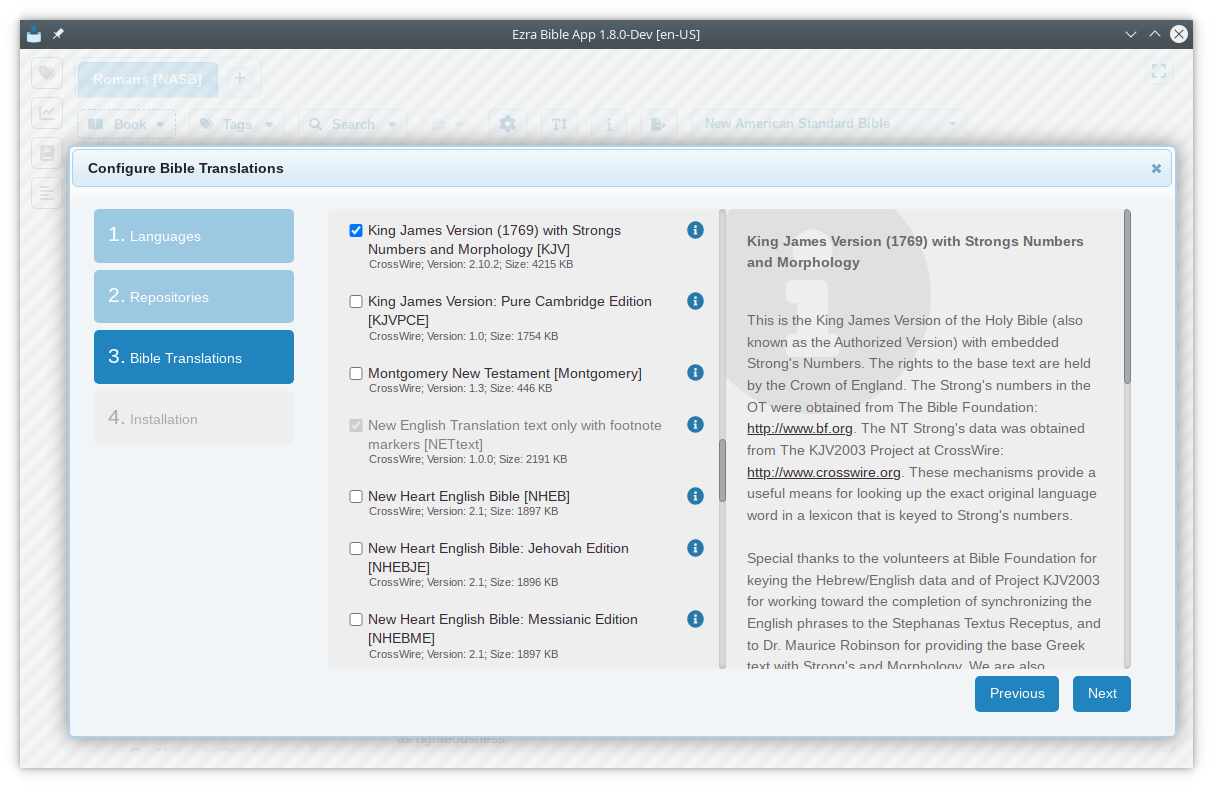 Ezra Bible App 1.8.0-Dev [en-US]
Romans [NASB]
Book
Tags
Search
New American Standard Bible
Configure Bible Translations
1. Languages
2. Repositories
3. Bible Translations
4. Installation
King James Version (1769) with Strongs
Numbers and Morphology [KJV]
CrossWire; Version: 2.10.2; Size: 4215 KB
King James Version: Pure Cambridge Edition
[KJVPCE]
CrossWire; Version: 1.0; Size: 1754 KB
Montgomery New Testament [Montgomery]
CrossWire; Version: 1.3; Size: 446 KB
New English Translation text only with footnote
markers [NETtext]
CrossWire; Version: 1.0.0; Size: 2191 KB
New Heart English Bible [NHEB]
CrossWire; Version: 2.1; Size: 1897 KB
New Heart English Bible: Jehovah Edition
[NHEBJE]
CrossWire; Version: 2.1; Size: 1896 KB
New Heart English Bible: Messianic Edition
[NHEBME]
CrossWire; Version: 2.1; Size: 1897 KB
King James Version (1769) with Strongs Numbers
and Morphology
This is the King James Version of the Holy Bible (also
known as the Authorized Version) with embedded
Strong's Numbers. The rights to the base text are held
by the Crown of England. The Strong's numbers in the
OT were obtained from The Bible Foundation:
http://www.bf.org. The NT Strong's data was obtained
from The KJV2003 Project at CrossWire:
http://www.crosswire.org. These mechanisms provide a
useful means for looking up the exact original language
word in a lexicon that is keyed to Strong's numbers.
Special thanks to the volunteers at Bible Foundation for
keying the Hebrew/English data and of Project KJV2003
for working toward the completion of synchronizing the
English phrases to the Stephanas Textus Receptus, and
to Dr. Maurice Robinson for providing the base Greek
text with Strong's and Morphology. We are also
Previous
Next
as righteousness.